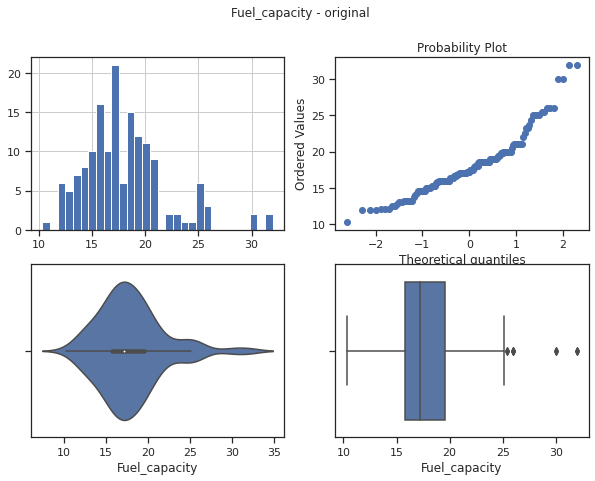 Fuel_capacity - original
Probability Plot
20
15
10
5
0
10 15 20 25 30
Ordered Values
30
25
20
15
10
−2 −1 0 1 2
Theoretical quantiles
10 15 20 25 30 35
Fuel_capacity
10 15 20 25 30
Fuel_capacity